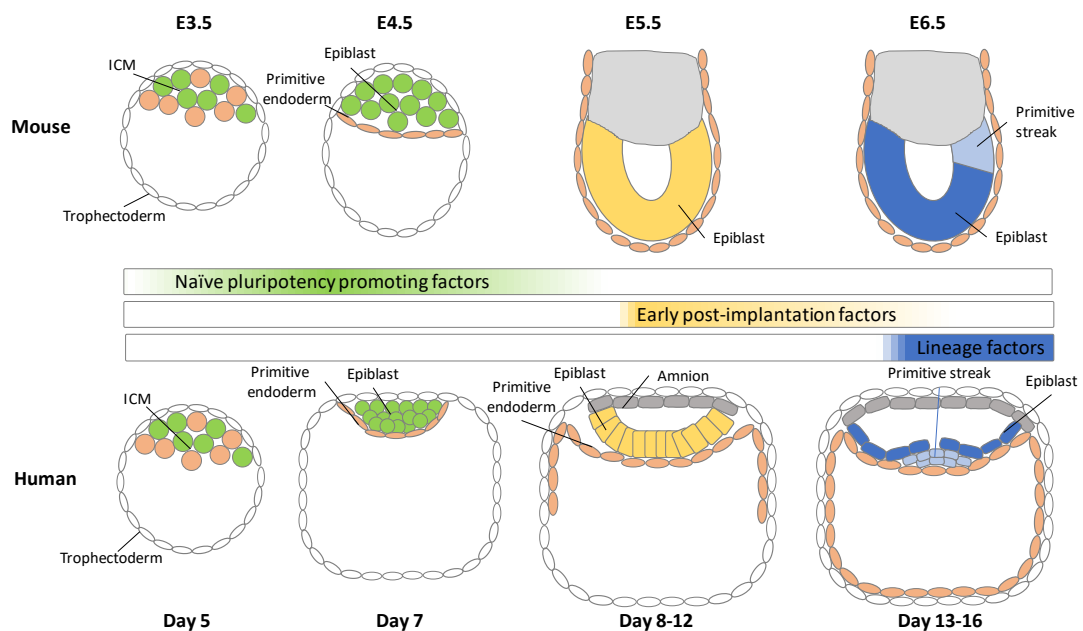 E3.5
E4.5
E5.5
E6.5
ICM
Epiblast
Primitive
endoderm
Primitive
streak
Mouse
Trophectoderm
Epiblast
Epiblast
Naïve pluripotency promoting factors
Early post-implantation factors
Lineage factors
ICM
Primitive
endoderm
Epiblast
Epiblast
Amnion
Primitive
endoderm
Primitive streak
Epiblast
Human
Trophectoderm
Day 5
Day 7
Day 8-12
Day 13-16